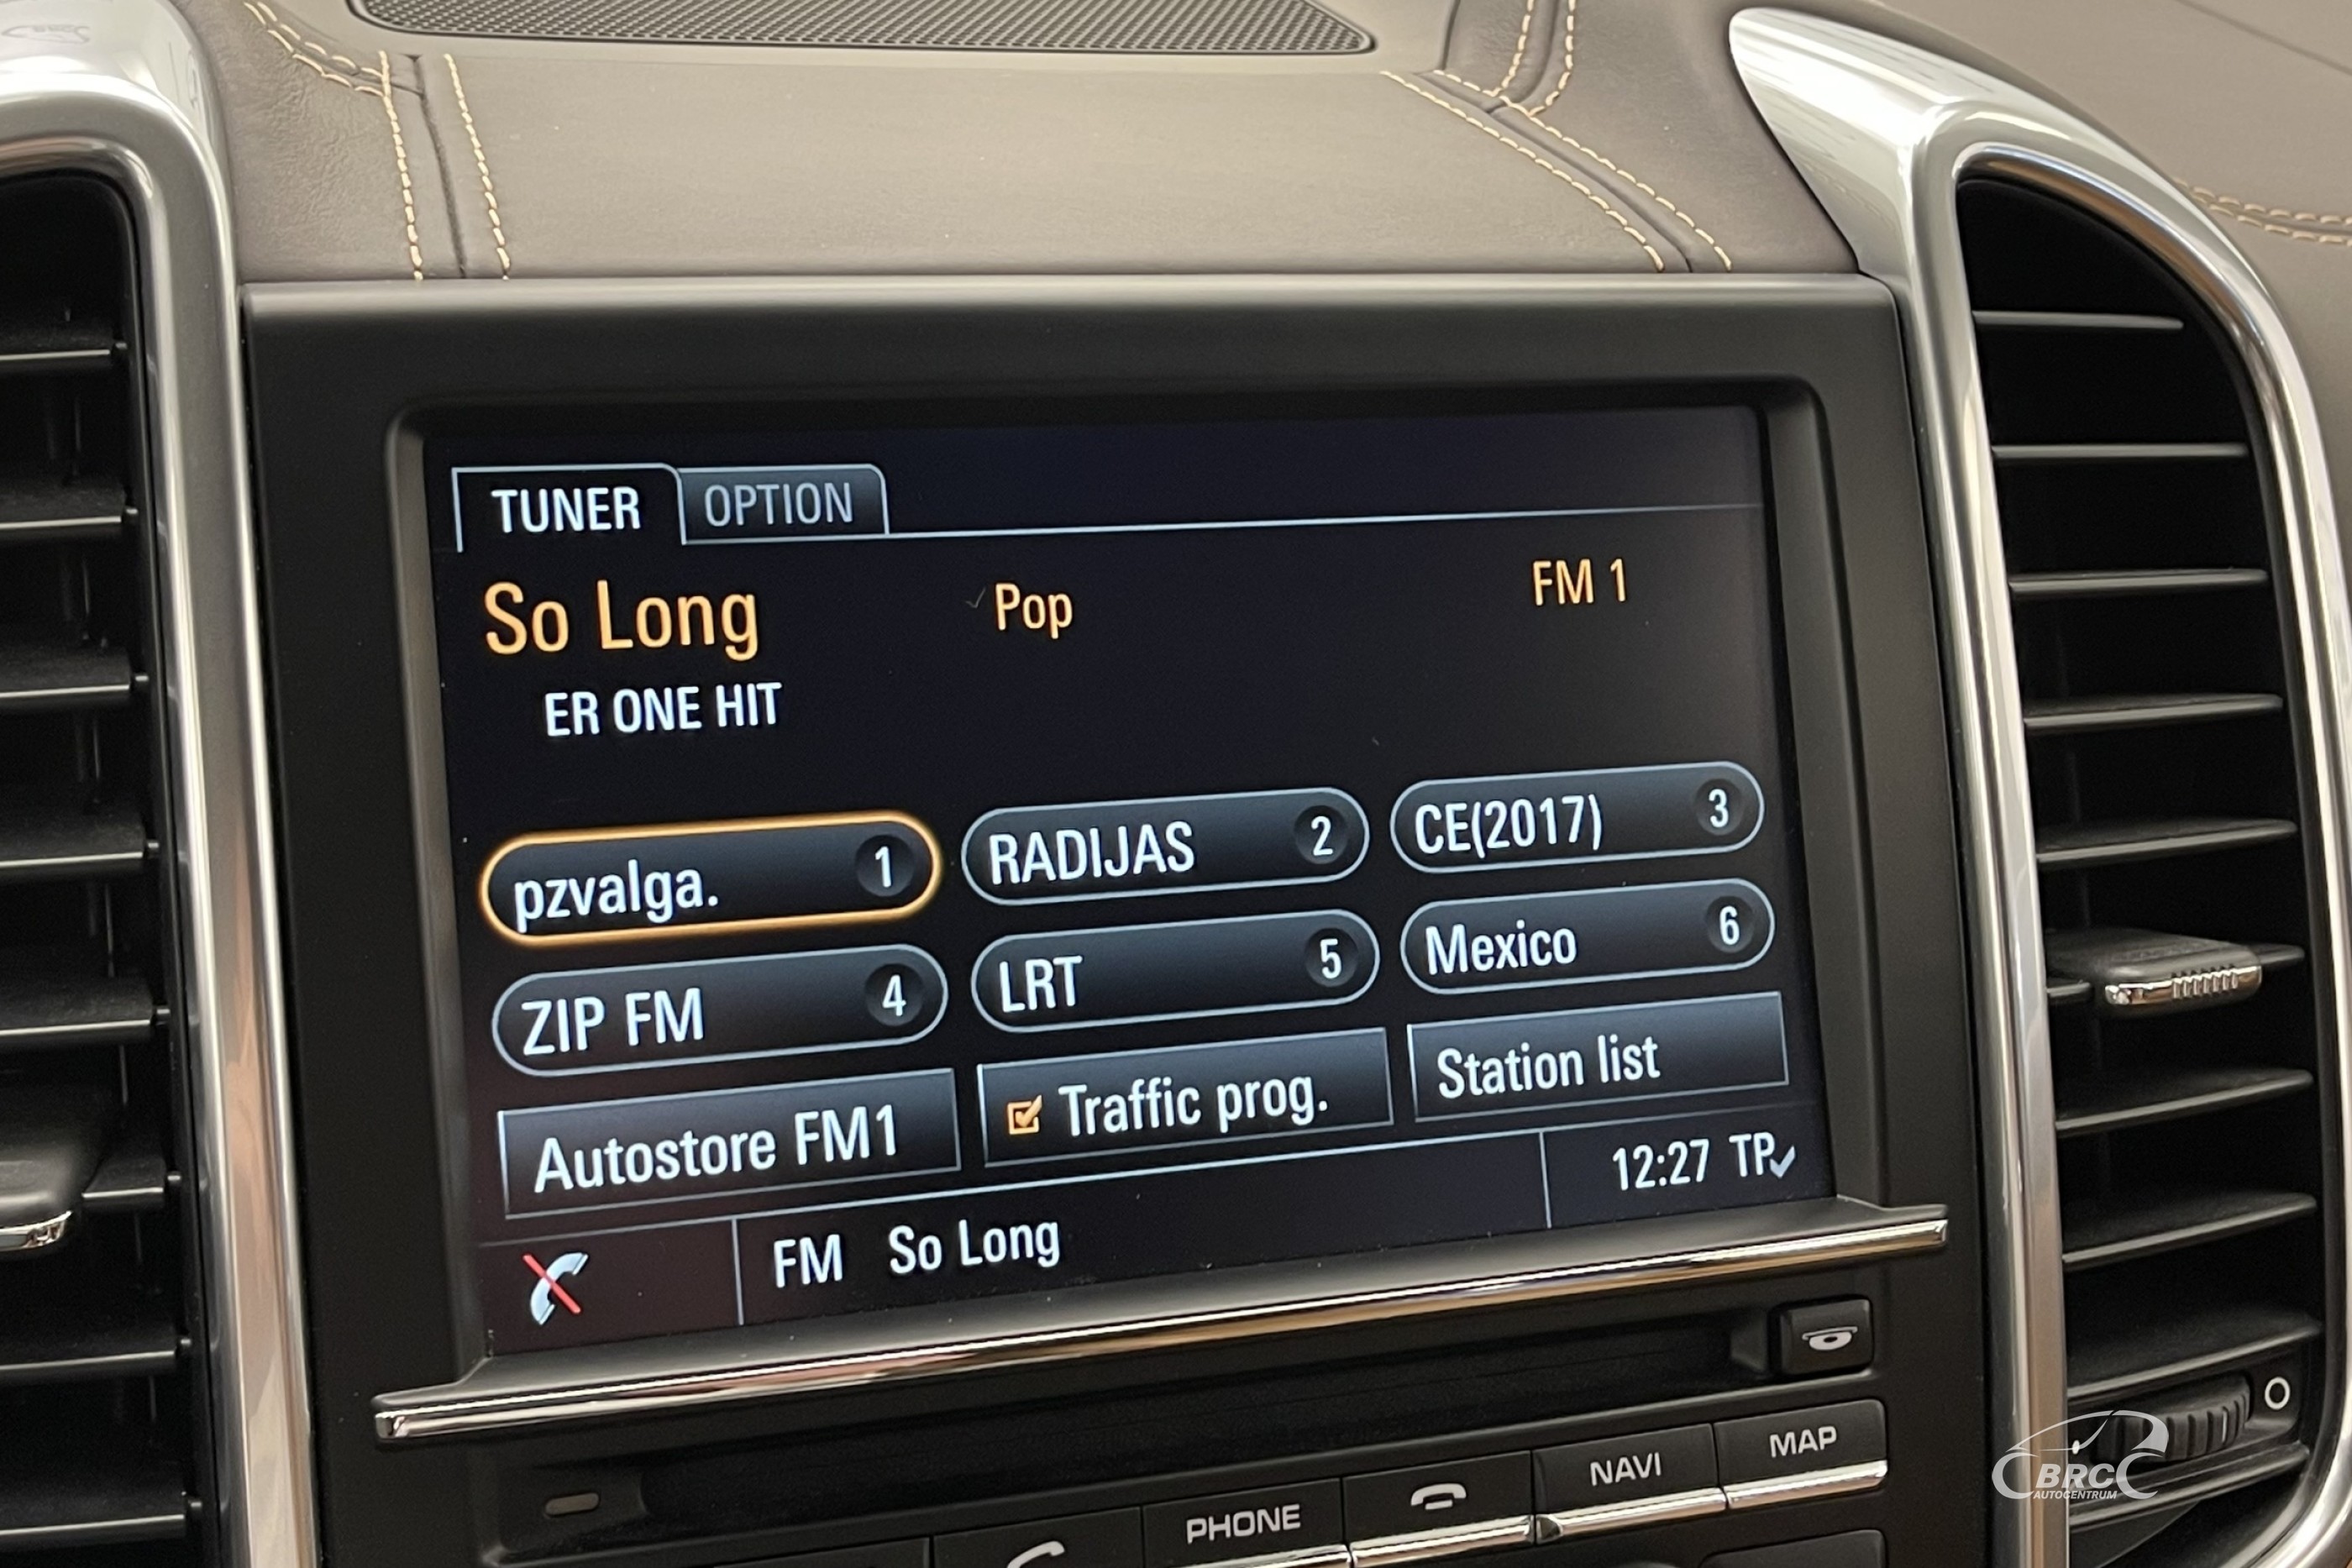 TUNER OPTION
So Long Pop FM 1
ER ONE HIT
pzvalga. 1 RADIJAS 2 CE(2017) 3
ZIP FM 4 LRT 5 Mexico 6
Autostore FM1 Traffic prog. Station list
FM So Long 12:27 TP
PHONE NAVI MAP
BRC
AUTOCENTRUM